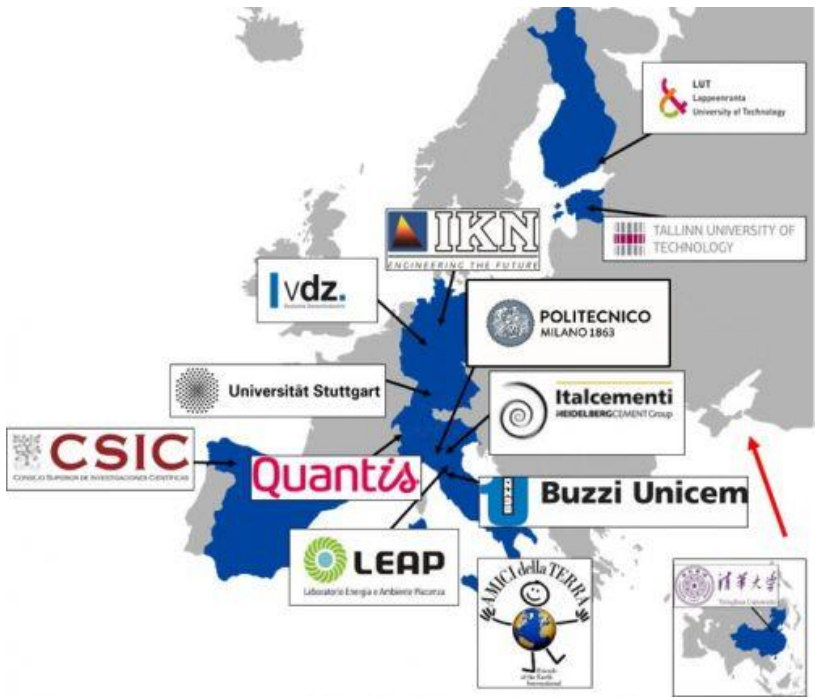 LUT
Lappeenranta
University of Technology
IKN
ENGINEERING THE FUTURE
TALLINN UNIVERSITY OF
TECHNOLOGY
vdz.
POLITECNICO
MILANO 1863
Universität Stuttgart
Italcementi
HEIDELBERGCEMENT Group
CSIC
CONSEJO SUPERIOR DE INVESTIGACIONES CIENTÍFICAS
Quantis
BUZZI
Buzzi Unicem
LEAP
Laboratorio Energia e Ambiente Piacenza
AMICI della TERRA
Friends
of the Earth
International
清华大学
Tsinghua University